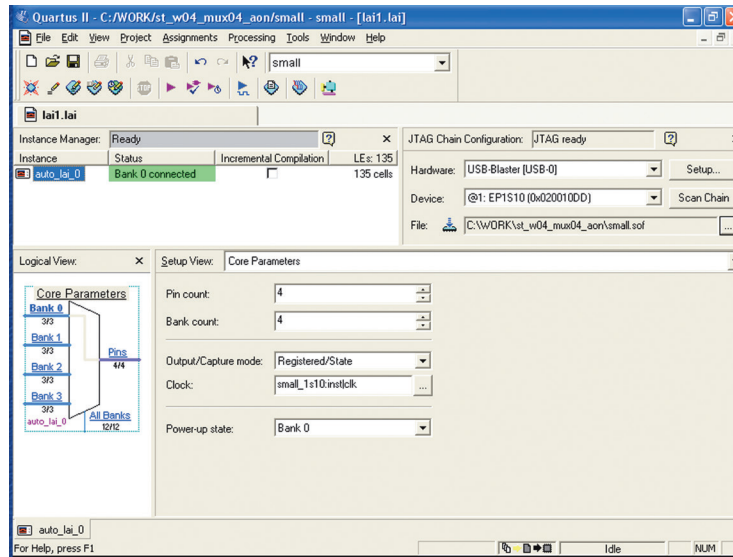 Quartus II - C:/WORK/st_w04_mux04_aon/small - small - [lai1.lai]
File Edit View Project Assignments Processing Tools Window Help
small
lai1.lai
Instance Manager: Ready
JTAG Chain Configuration: JTAG ready
Instance Status Incremental Compilation LEs: 135
auto_lai_0 Bank 0 connected 135 cells
Hardware: USB-Blaster [USB-0] Setup...
Device: @1: EP1S10 (0x020010DD) Scan Chain
File: C:\WORK\st_w04_mux04_aon\small.sof ...
Logical View:
Setup View: Core Parameters
Core Parameters
Bank 0
3/3
Bank 1
3/3
Bank 2
3/3
Bank 3
3/3
Pins
4/4
auto_lai_0
All Banks
12/12
Pin count: 4
Bank count: 4
Output/Capture mode: Registered/State
Clock: small_1s10:inst|clk ...
Power-up state: Bank 0
auto_lai_0
For Help, press F1
Idle
NUM